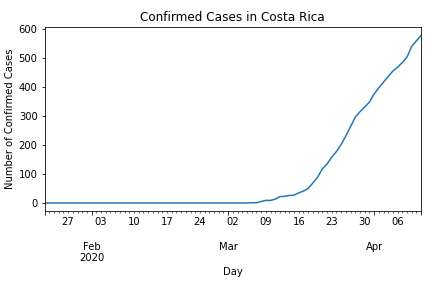 Confirmed Cases in Costa Rica
Number of Confirmed Cases
600
500
400
300
200
100
0
27 03 10 17 24 02 09 16 23 30 06
Feb Mar Apr
2020
Day